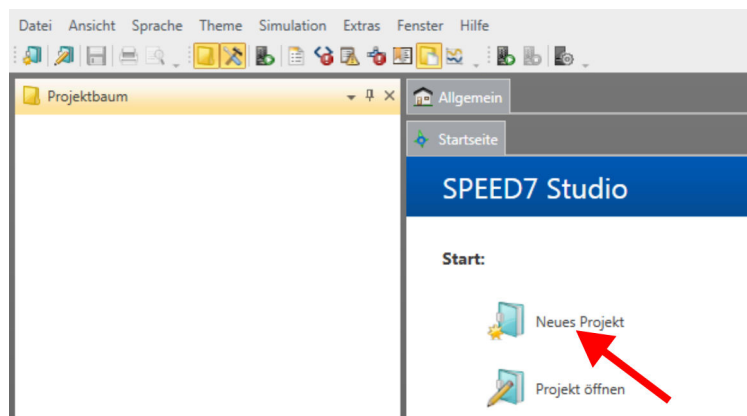 Datei Ansicht Sprache Theme Simulation Extras Fenster Hilfe
Projektbaum
Allgemein
Startseite
SPEED7 Studio
Start:
Neues Projekt
Projekt öffnen